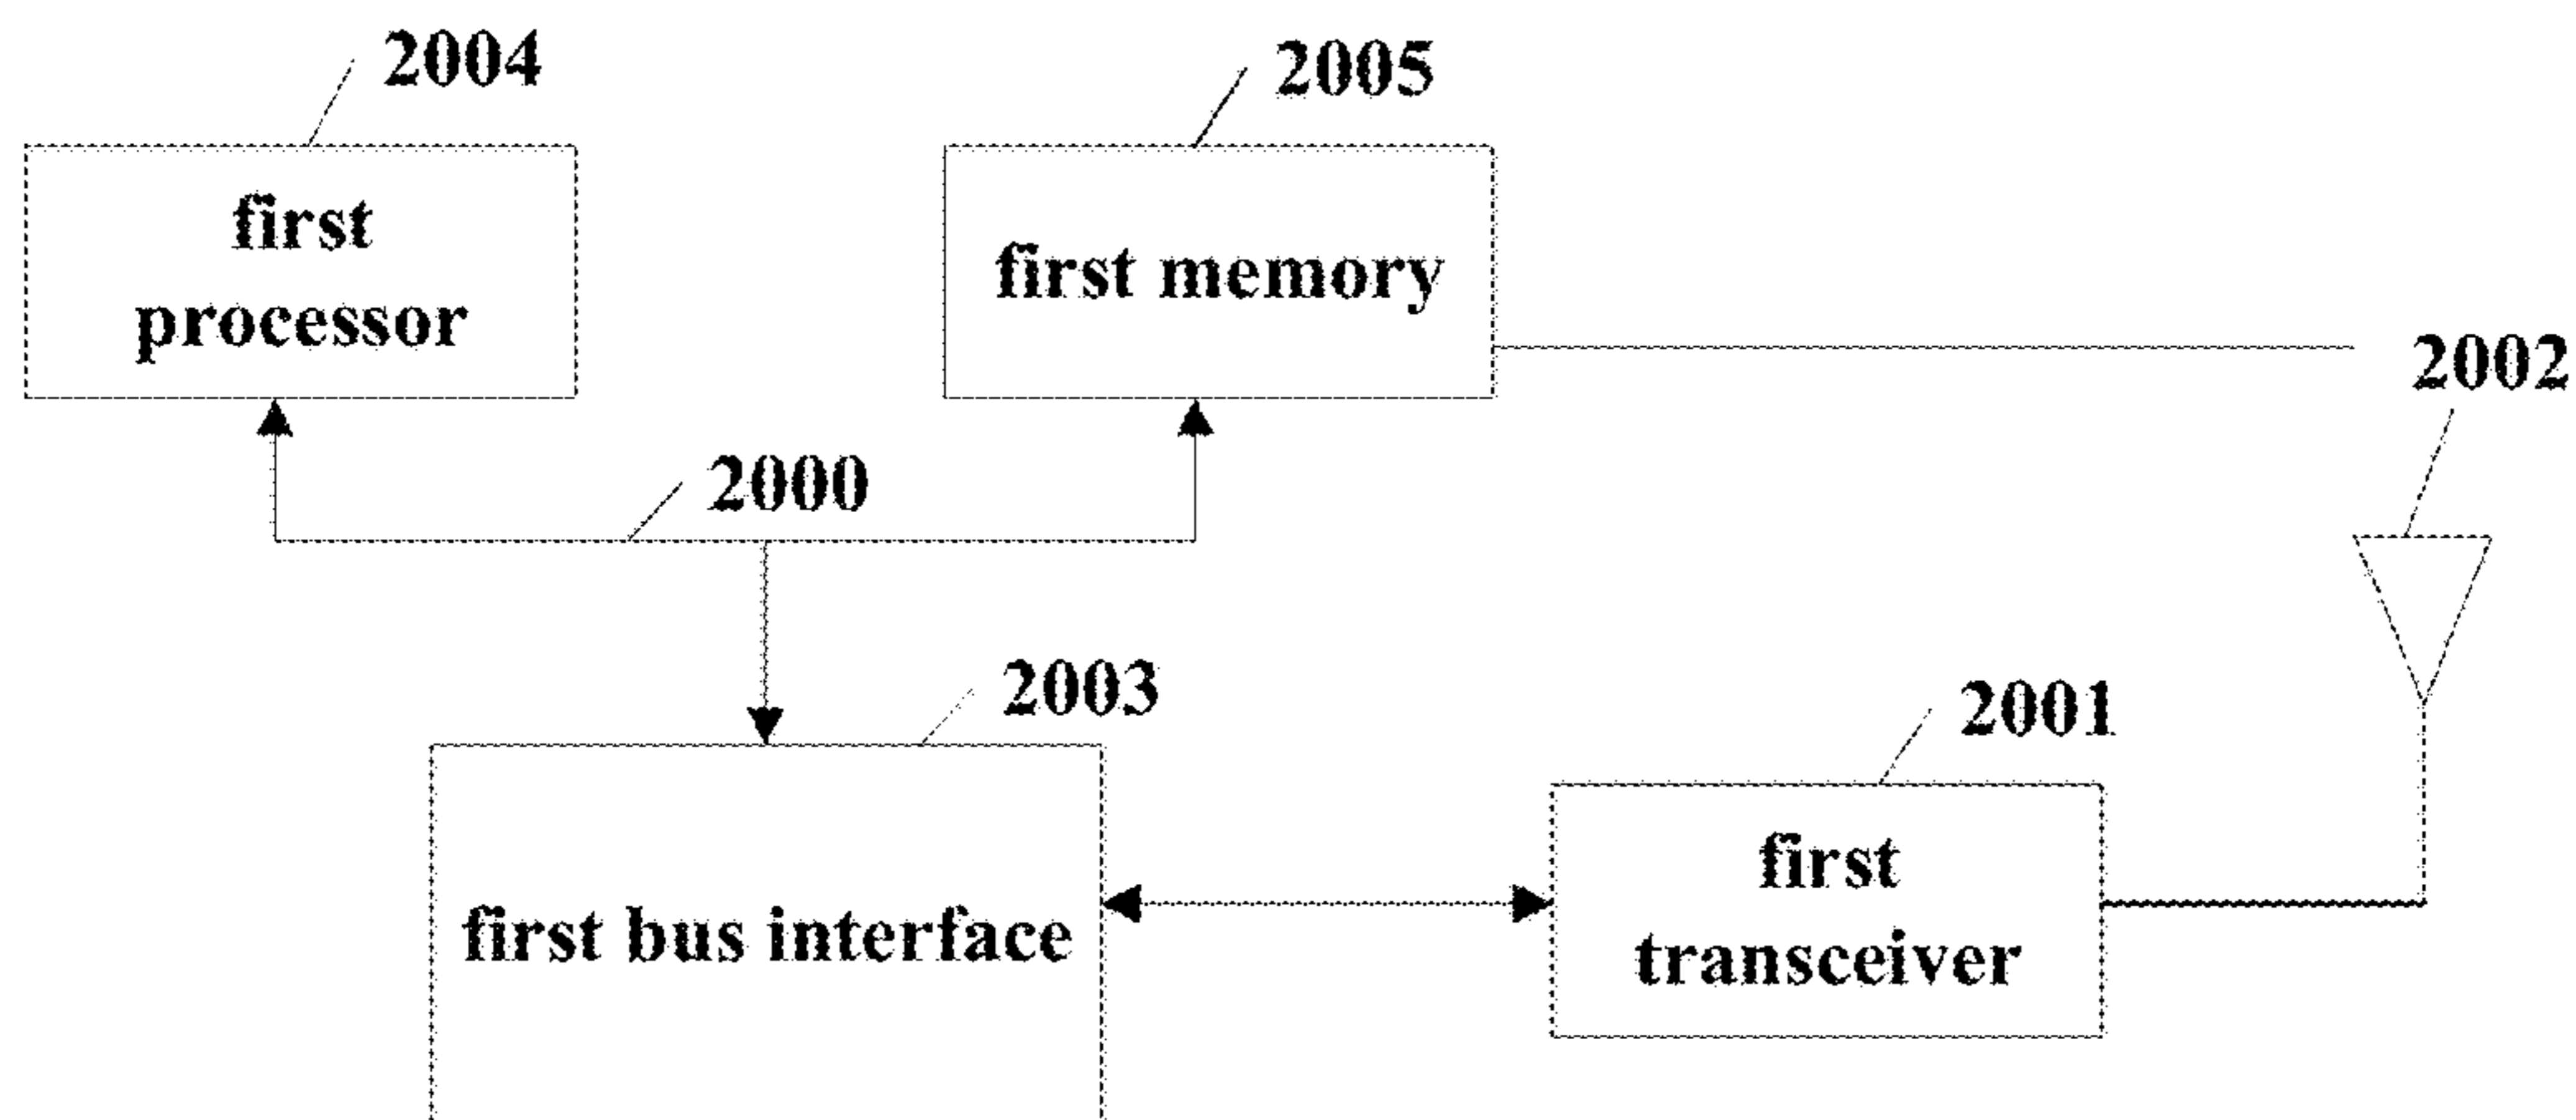 2004
2005
first
processor
first memory
2002
2000
2003
2001
first bus interface
first
transceiver